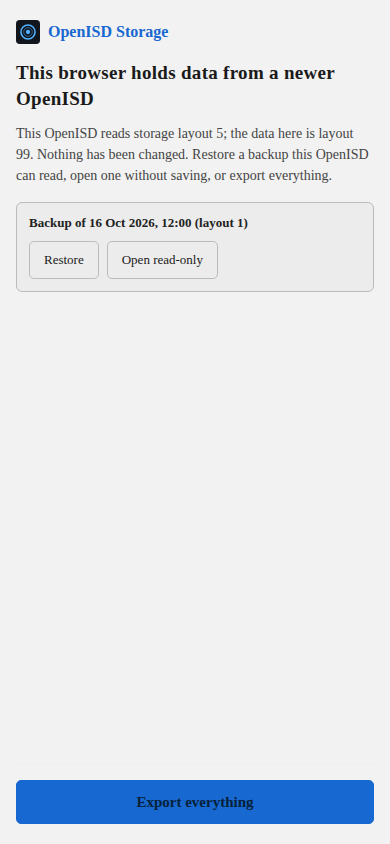 OpenISD Storage
This browser holds data from a newer
OpenISD
This OpenISD reads storage layout 5; the data here is layout
99. Nothing has been changed. Restore a backup this OpenISD
can read, open one without saving, or export everything.
Backup of 16 Oct 2026, 12:00 (layout 1)
Restore
Open read-only
Export everything